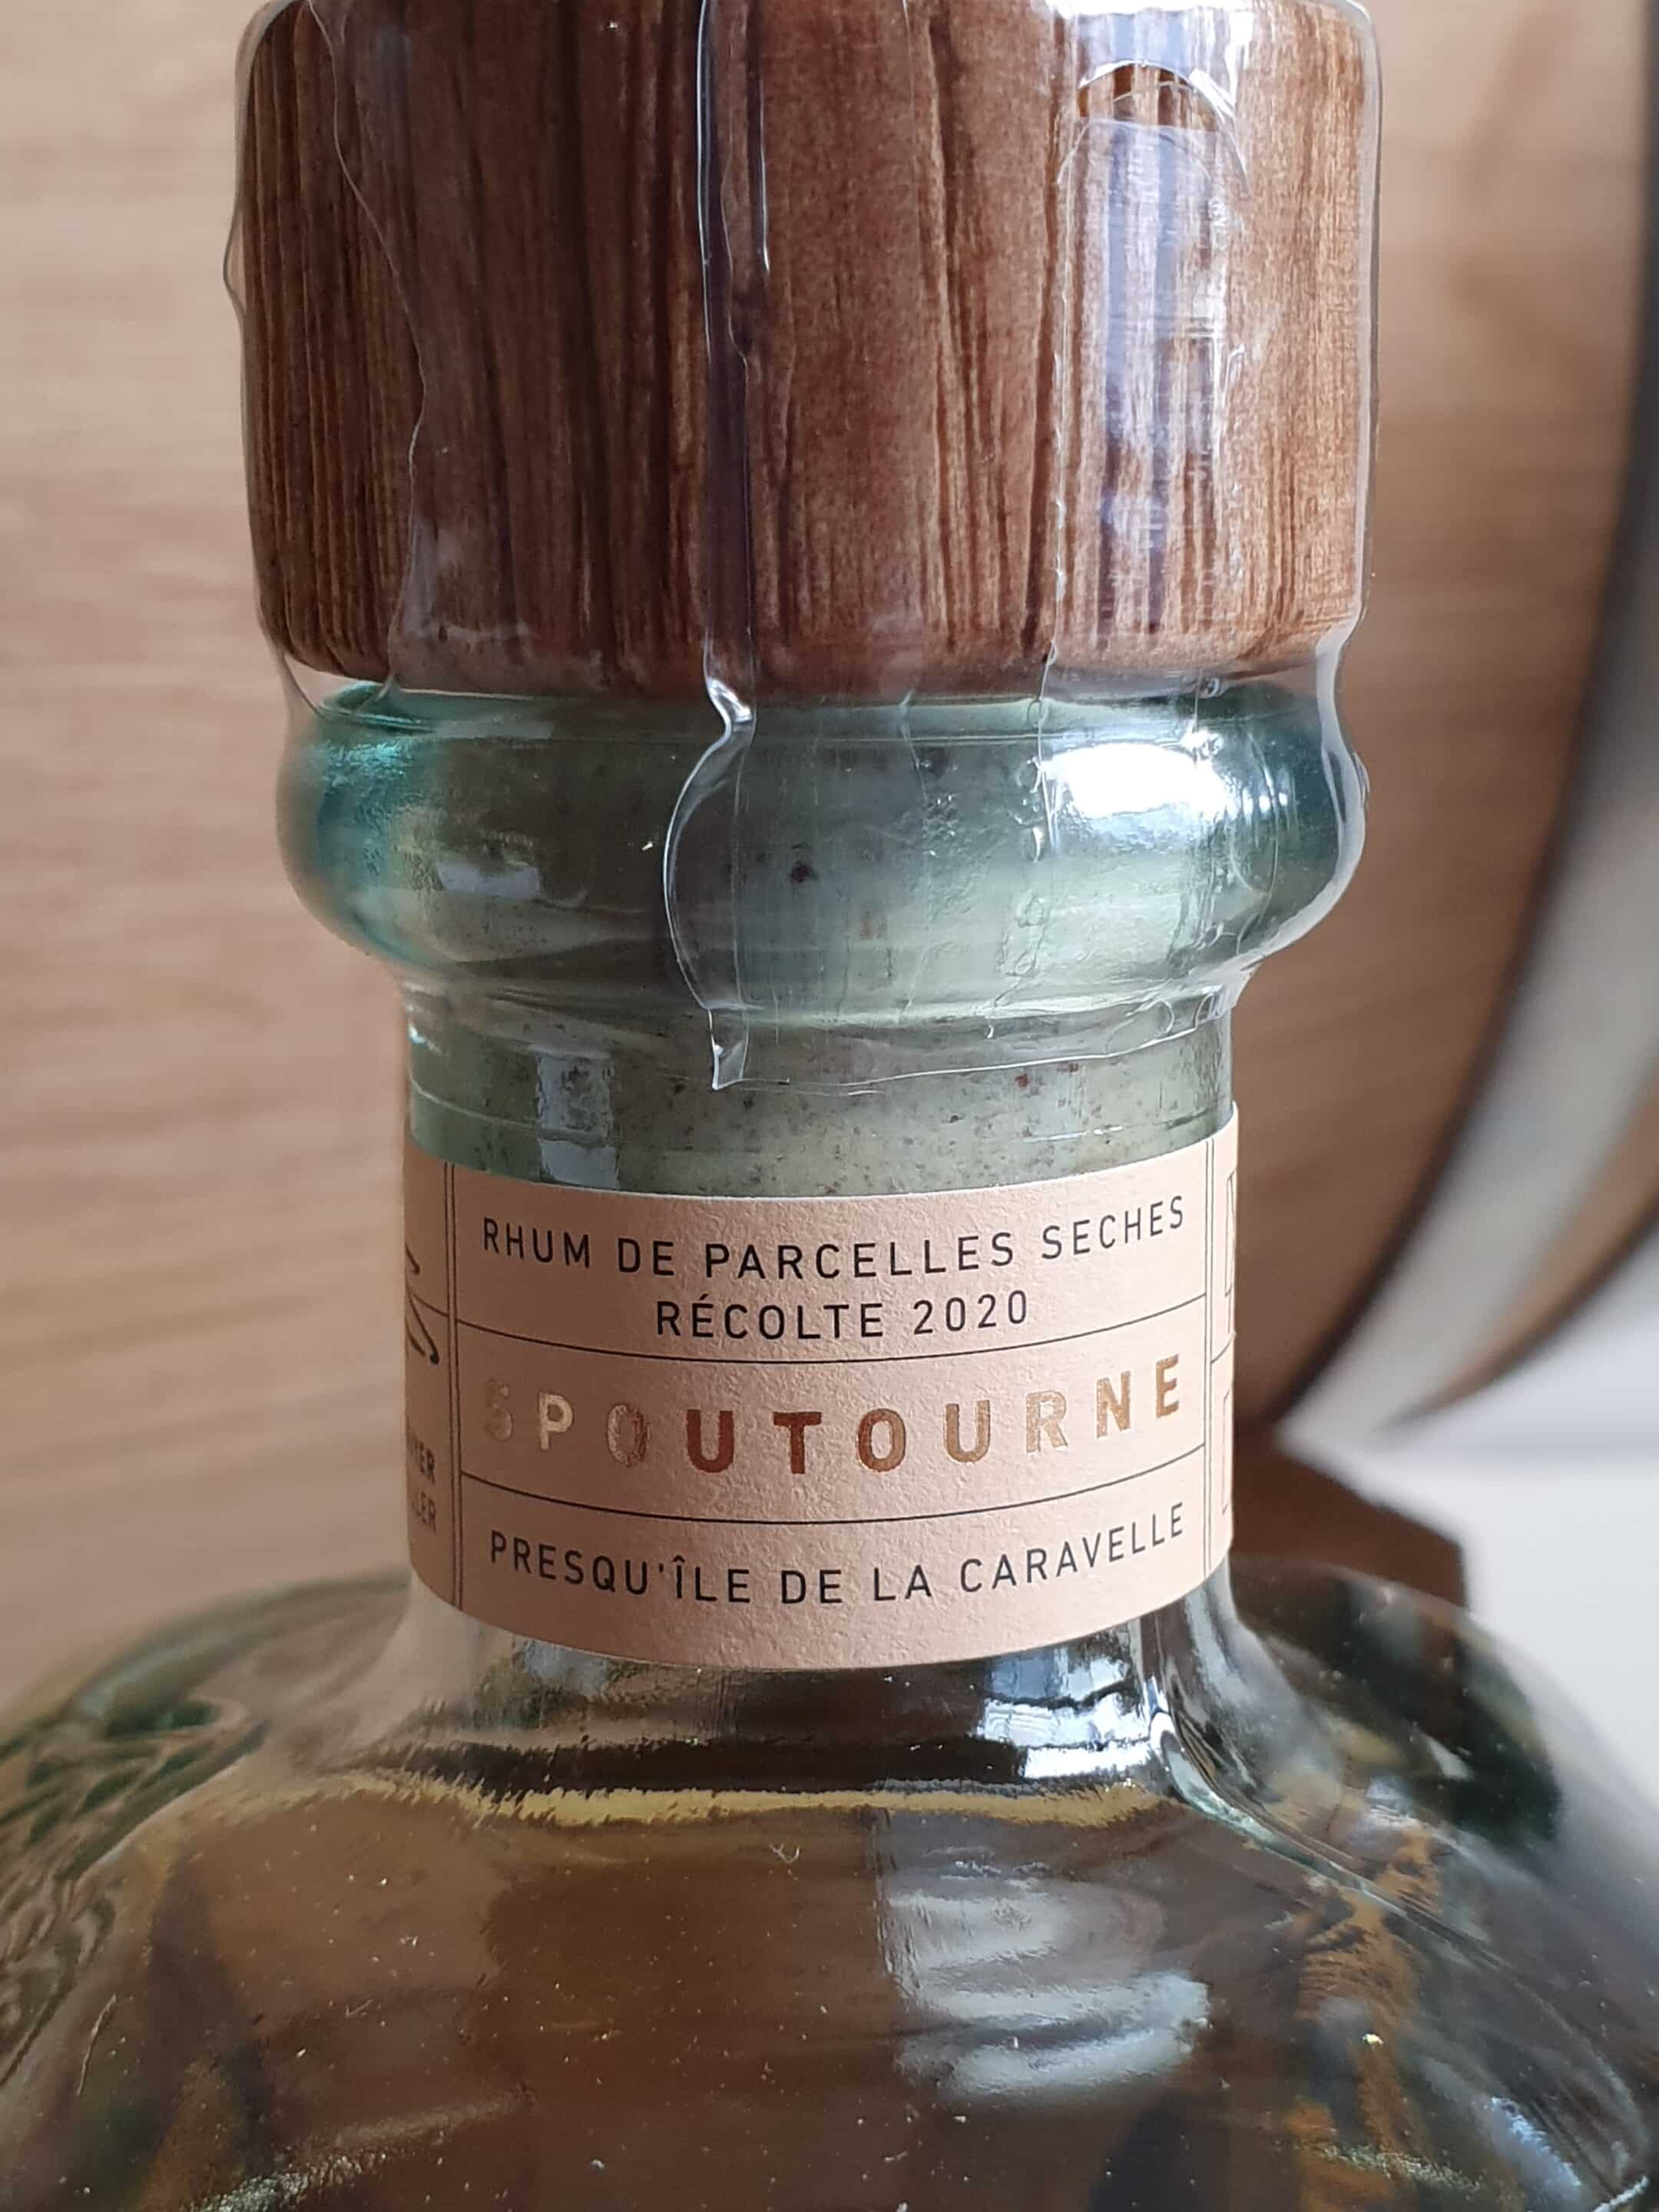 RHUM DE PARCELLES SECHES
RÉCOLTE 2020
SPOUTOURNE
PRESQU'ÎLE DE LA CARAVELLE